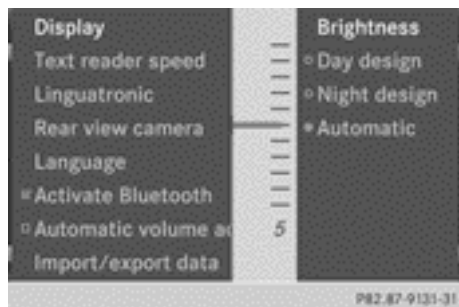 Display
Text reader speed
Linguatronic
Rear view camera
Language
Activate Bluetooth
Automatic volume ad
Import/export data
5
Brightness
Day design
Night design
Automatic
P82.87-9131-31